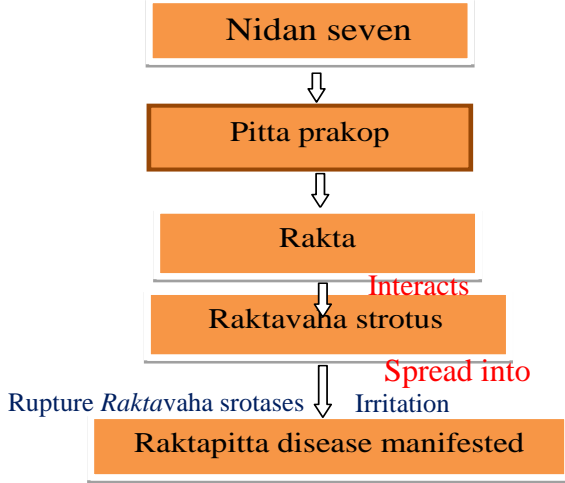 Nidan seven
Pitta prakop
Rakta
Interacts
Raktavaha strotus
Spread into
Rupture Raktavaha srotases Irritation
Raktapitta disease manifested